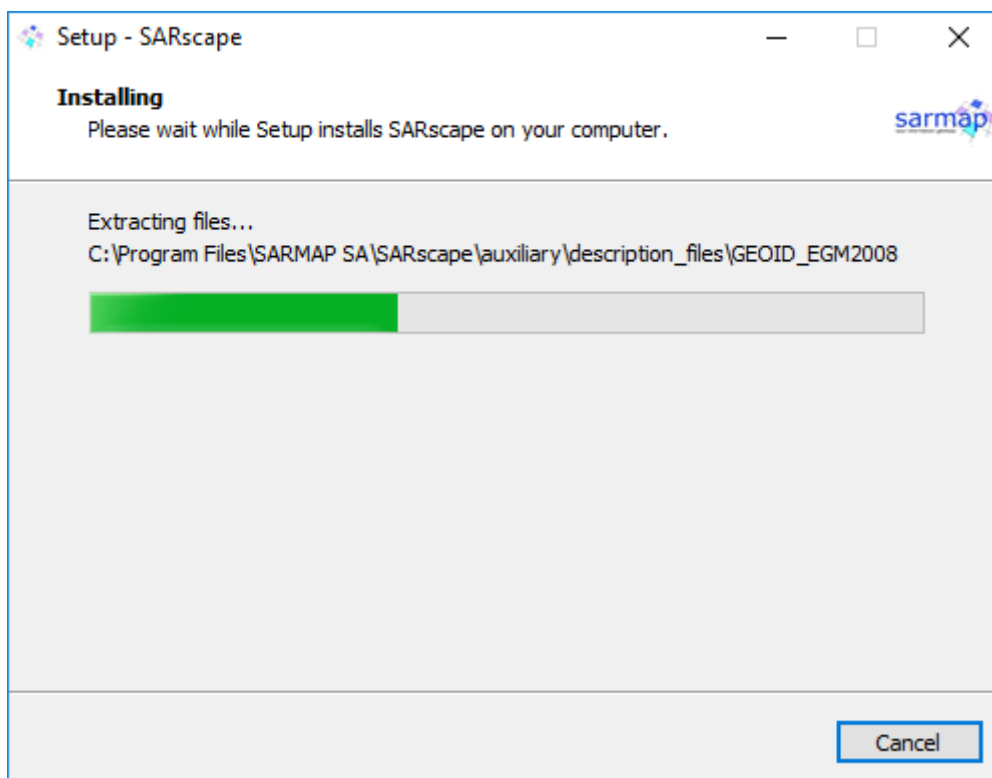 Setup - SARscape
Installing
Please wait while Setup installs SARscape on your computer.
sarmap
Extracting files...
C:\Program Files\SARMAP SA\SARscape\auxiliary\description_files\GEOID_EGM2008
Cancel